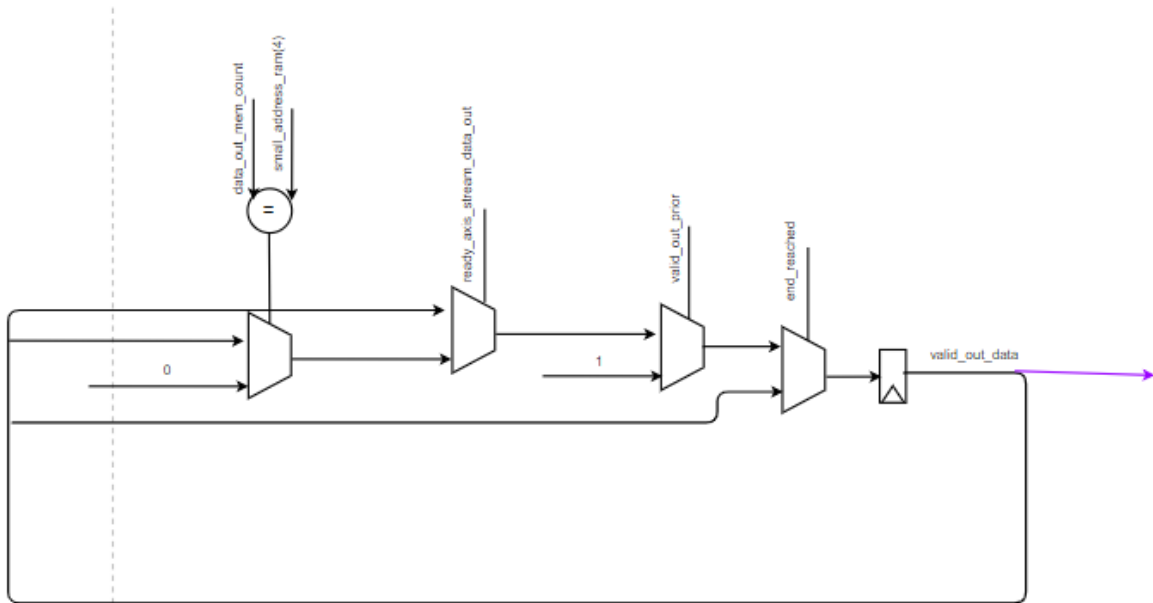 data_out_mem_count
small_address_ram(4)
=
ready_axis_stream_data_out
valid_out_prior
end_reached
0
1
valid_out_data